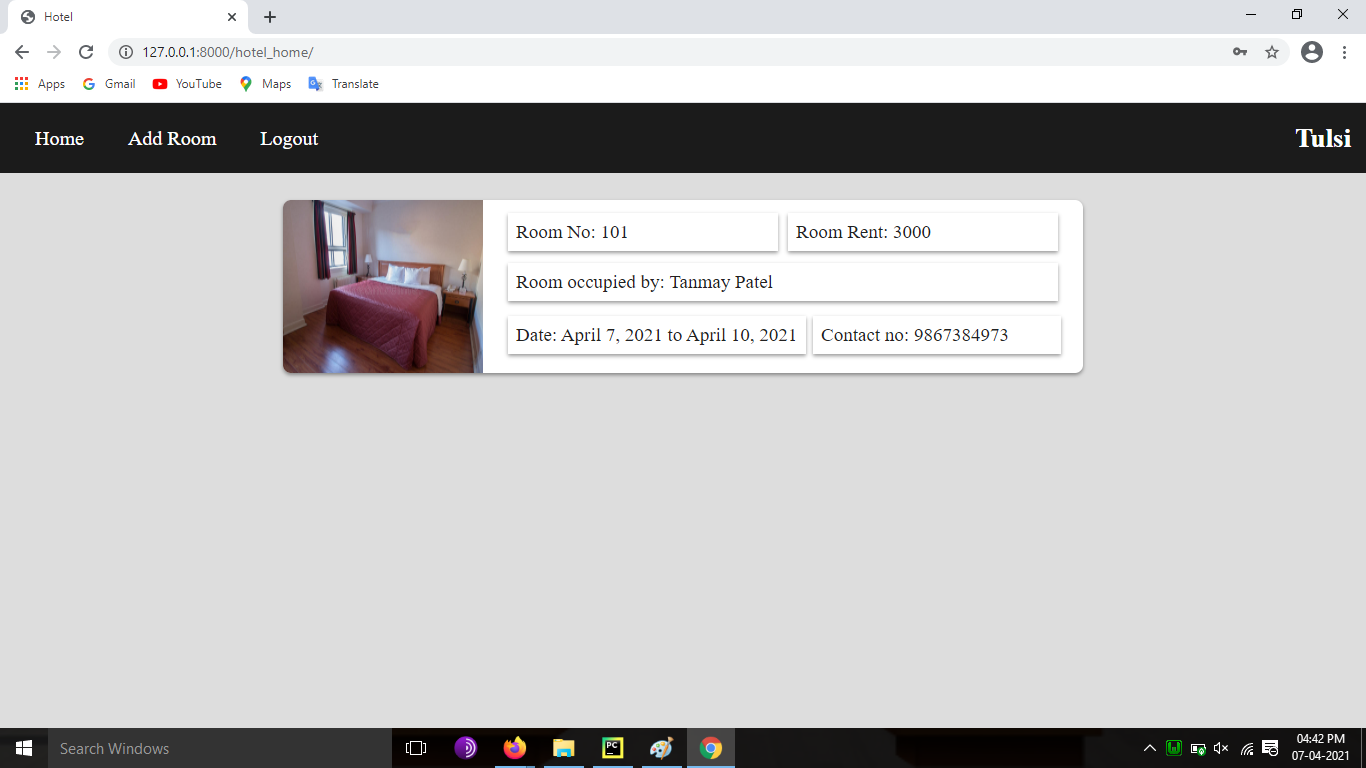 Hotel
127.0.0.1:8000/hotel_home/
Apps Gmail YouTube Maps Translate
Home Add Room Logout Tulsi
Room No: 101 Room Rent: 3000
Room occupied by: Tanmay Patel
Date: April 7, 2021 to April 10, 2021 Contact no: 9867384973
Search Windows PC 04:42 PM
07-04-2021